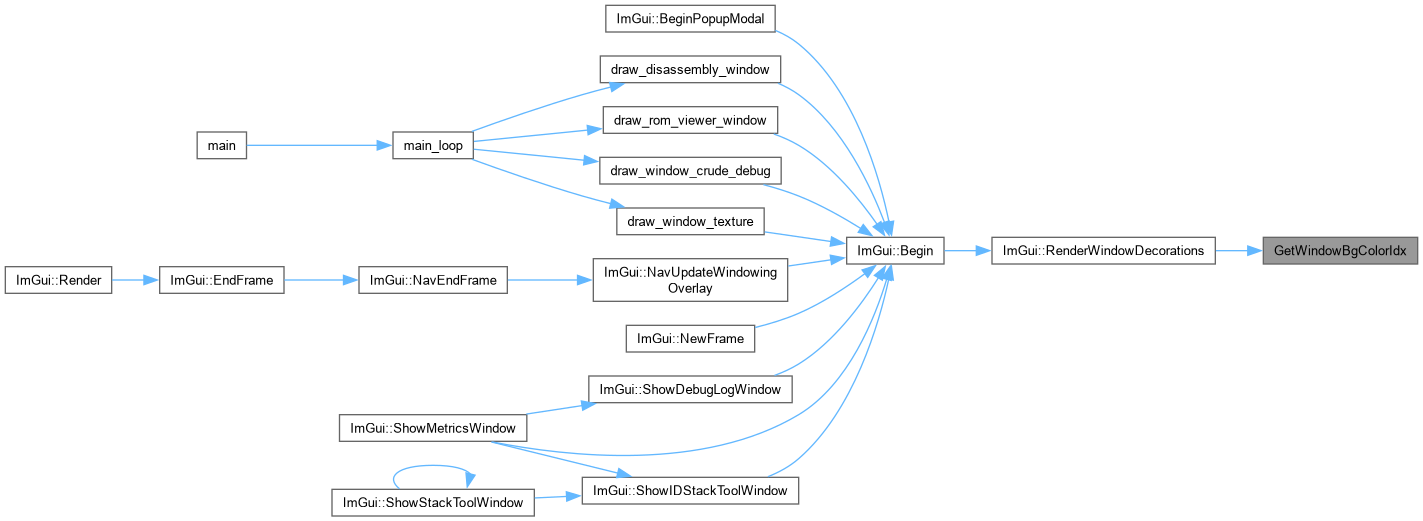 ImGui::BeginPopupModal
draw_disassembly_window
draw_rom_viewer_window
main
main_loop
draw_window_crude_debug
draw_window_texture
ImGui::Begin
ImGui::RenderWindowDecorations
GetWindowBgColorIdx
ImGui::Render
ImGui::EndFrame
ImGui::NavEndFrame
ImGui::NavUpdateWindowing
Overlay
ImGui::NewFrame
ImGui::ShowDebugLogWindow
ImGui::ShowMetricsWindow
ImGui::ShowStackToolWindow
ImGui::ShowIDStackToolWindow